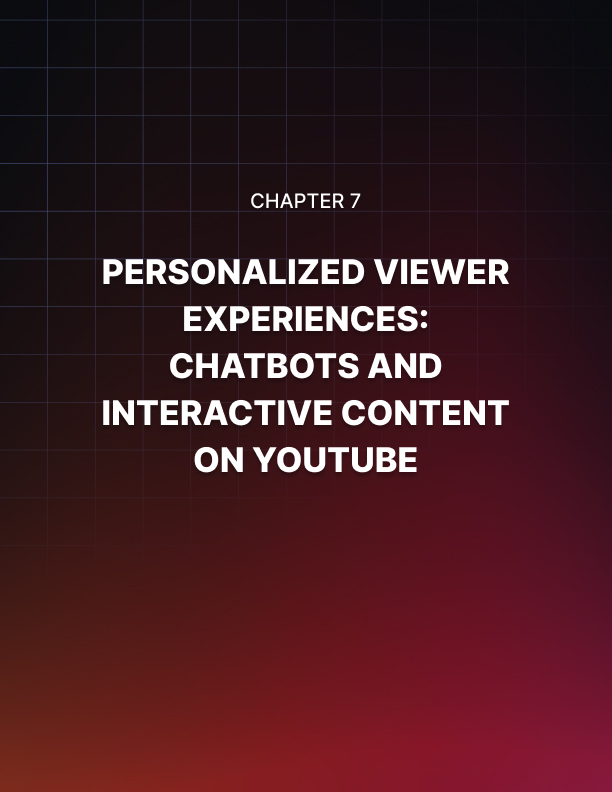 CHAPTER 7
PERSONALIZED VIEWER
EXPERIENCES:
CHATBOTS AND
INTERACTIVE CONTENT
ON YOUTUBE